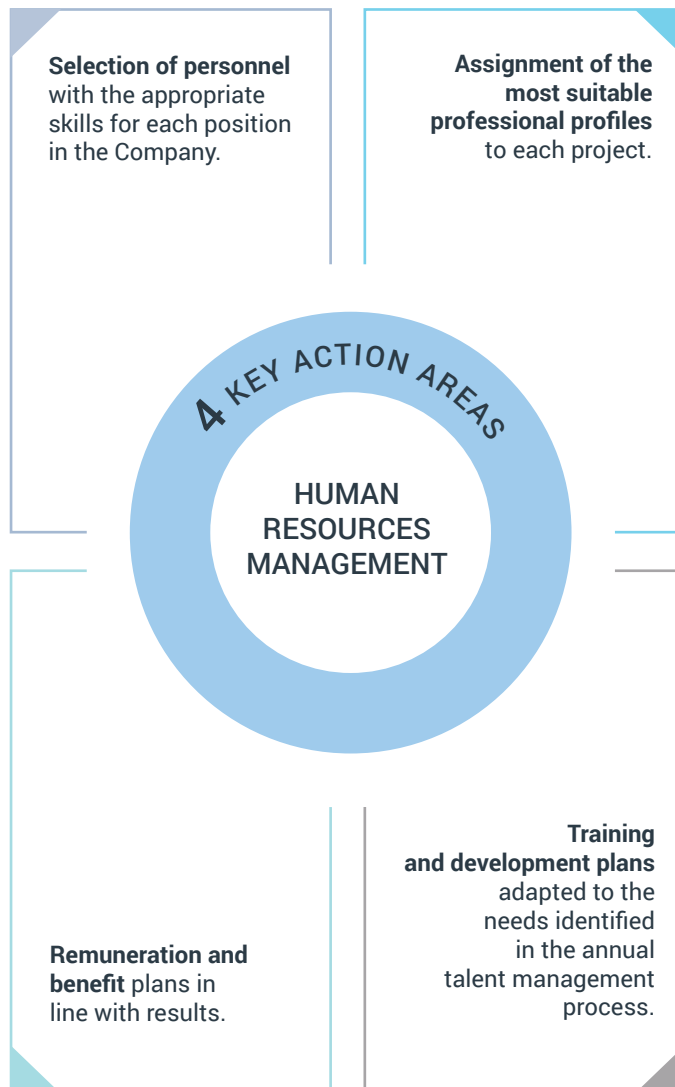 Selection of personnel
with the appropriate
skills for each position
in the Company.
Assignment of the
most suitable
professional profiles
to each project.
4 KEY ACTION AREAS
HUMAN
RESOURCES
MANAGEMENT
Remuneration and
benefit plans in
line with results.
Training
and development plans
adapted to the
needs identified
in the annual
talent management
process.